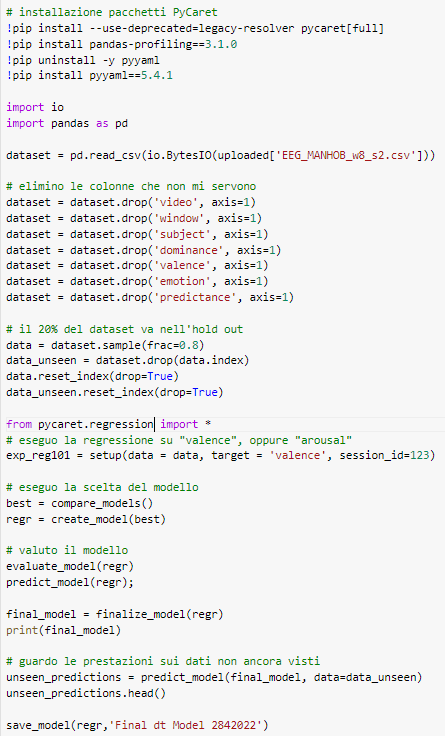 # installazione pacchetti PyCaret
!pip install --use-deprecated=legacy-resolver pycaret[full]
!pip install pandas-profiling==3.1.0
!pip uninstall -y pyyaml
!pip install pyyaml==5.4.1

import io
import pandas as pd

dataset = pd.read_csv(io.BytesIO(uploaded['EEG_MANHOB_w8_s2.csv']))

# elimino le colonne che non mi servono
dataset = dataset.drop('video', axis=1)
dataset = dataset.drop('window', axis=1)
dataset = dataset.drop('subject', axis=1)
dataset = dataset.drop('dominance', axis=1)
dataset = dataset.drop('valence', axis=1)
dataset = dataset.drop('emotion', axis=1)
dataset = dataset.drop('predictance', axis=1)

# il 20% del dataset va nell'hold out
data = dataset.sample(frac=0.8)
data_unseen = dataset.drop(data.index)
data.reset_index(drop=True)
data_unseen.reset_index(drop=True)

from pycaret.regression import *
# eseguo la regressione su "valence", oppure "arousal"
exp_reg101 = setup(data = data, target = 'valence', session_id=123)

# eseguo la scelta del modello
best = compare_models()
regr = create_model(best)

# valuto il modello
evaluate_model(regr)
predict_model(regr);

final_model = finalize_model(regr)
print(final_model)

# guardo le prestazioni sui dati non ancora visti
unseen_predictions = predict_model(final_model, data=data_unseen)
unseen_predictions.head()

save_model(regr,'Final dt Model 2842022')